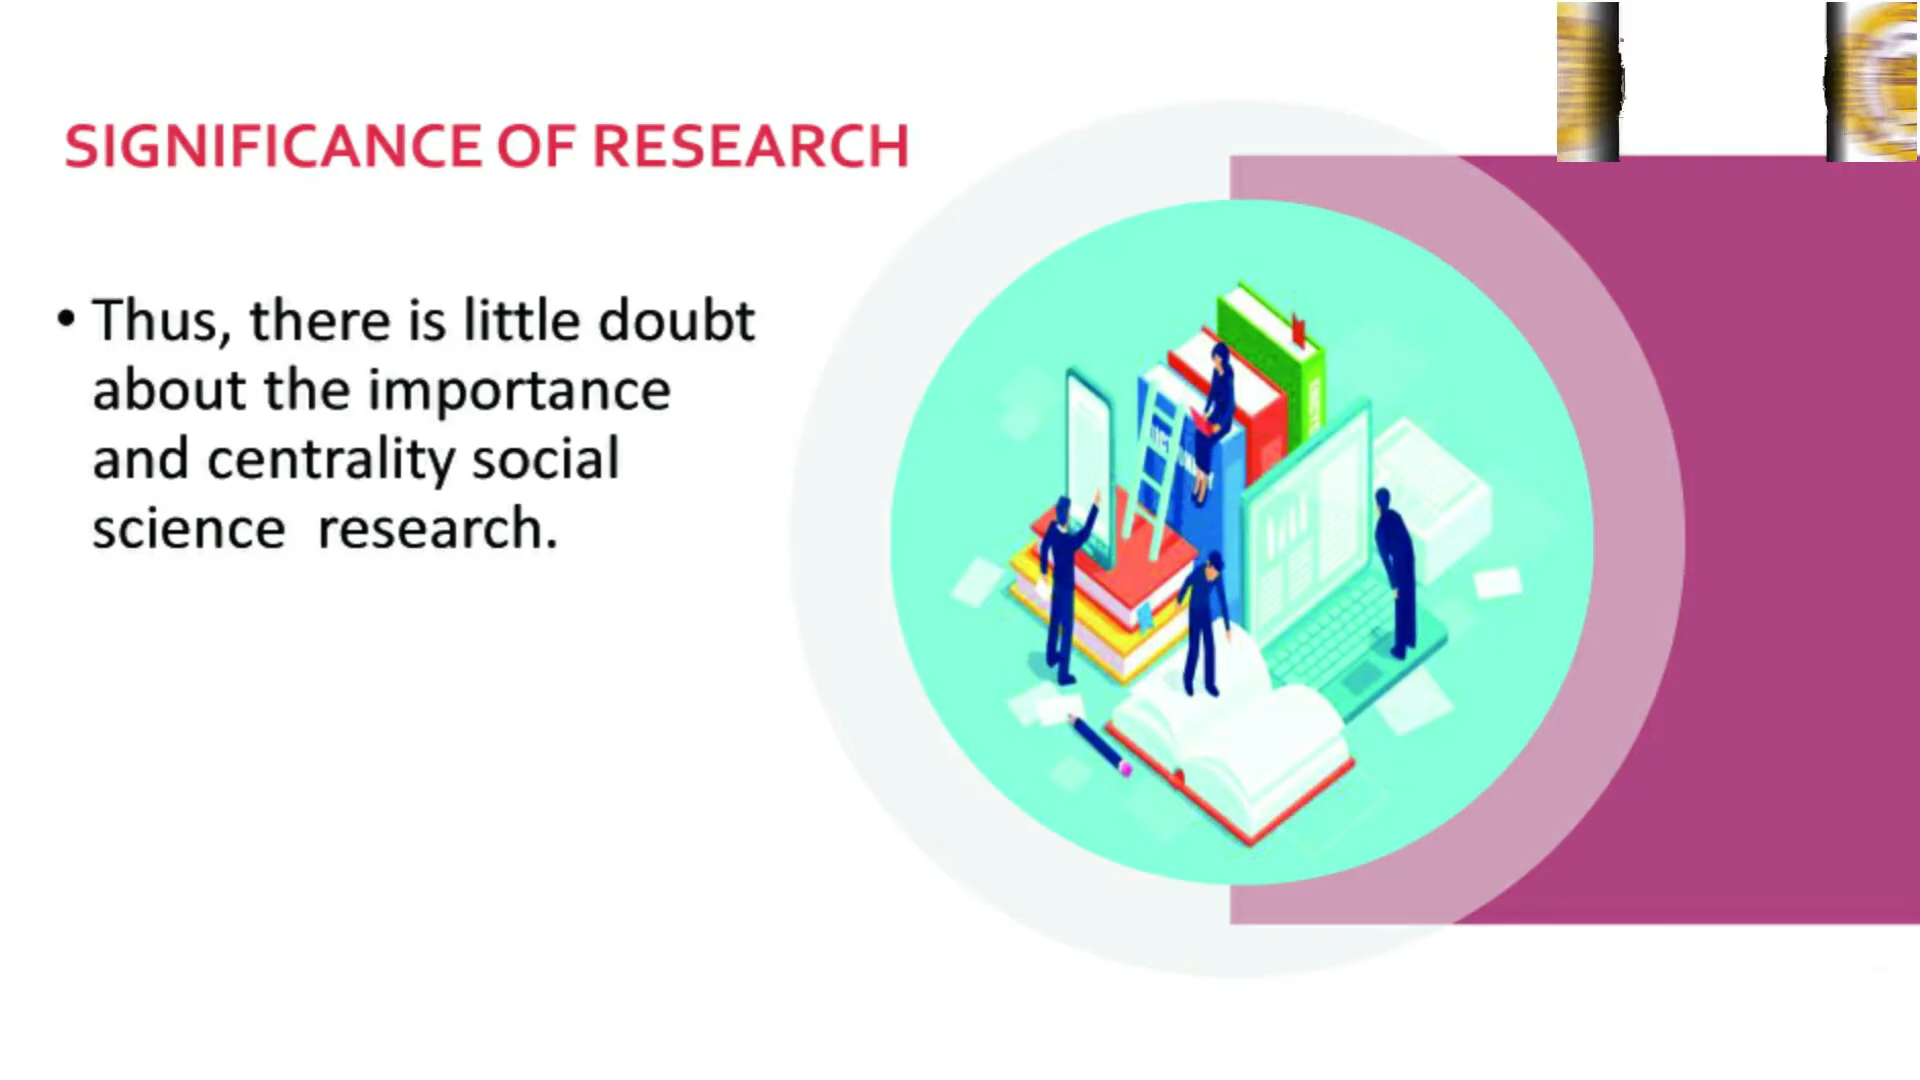 SIGNIFICANCE OF RESEARCH
• Thus, there is little doubt
about the importance
and centrality social
science research.